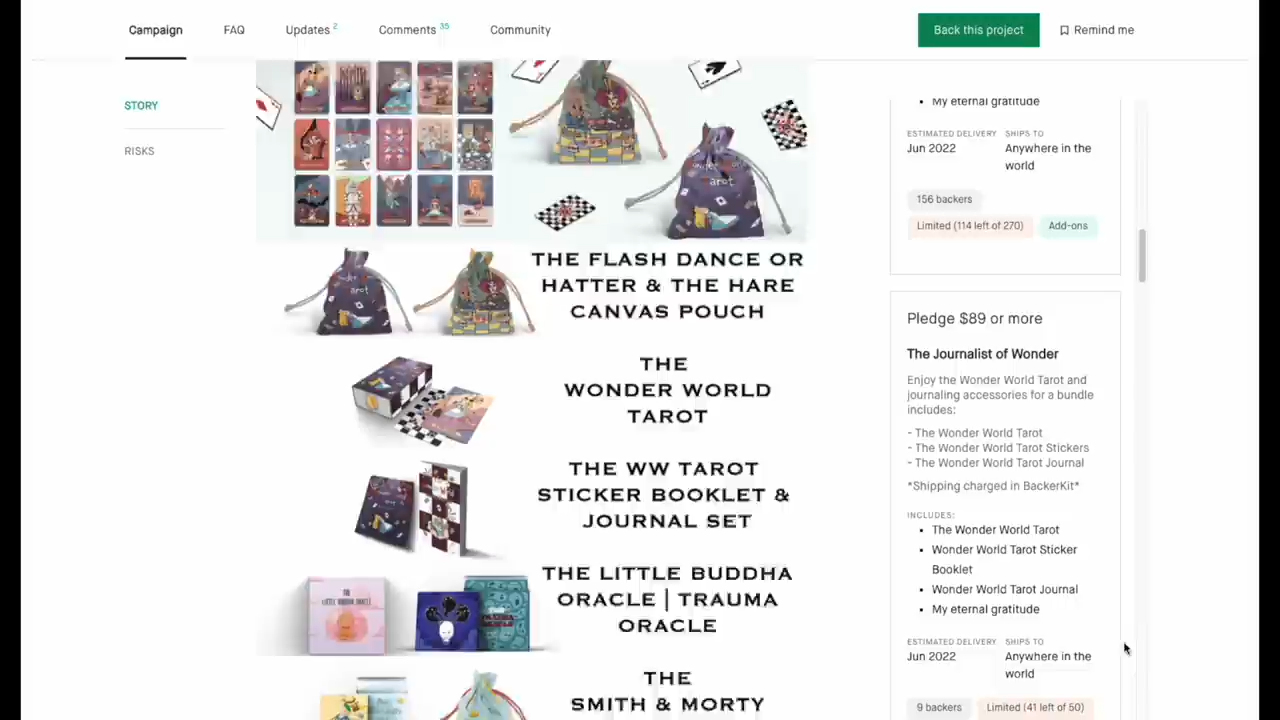 Campaign
FAQ
Updates 2
Comments 35
Community
Back this project
Remind me
STORY
RISKS
tarot
THE FLASH DANCE OR
HATTER & THE HARE
CANVAS POUCH
tarot
THE
WONDER WORLD
TAROT
THE WW TAROT
STICKER BOOKLET &
JOURNAL SET
THE LITTLE BUDDHA
ORACLE | TRAUMA
ORACLE
THE
LITTLE BUDDHA ORACLE
THE
SMITH & MORTY
My eternal gratitude
ESTIMATED DELIVERY
Jun 2022
SHIPS TO
Anywhere in the
world
156 backers
Limited (114 left of 270)
Add-ons
Pledge $89 or more
The Journalist of Wonder
Enjoy the Wonder World Tarot and
journaling accessories for a bundle
includes:
- The Wonder World Tarot
- The Wonder World Tarot Stickers
- The Wonder World Tarot Journal
*Shipping charged in BackerKit*
INCLUDES:
The Wonder World Tarot
Wonder World Tarot Sticker
Booklet
Wonder World Tarot Journal
My eternal gratitude
ESTIMATED DELIVERY
Jun 2022
SHIPS TO
Anywhere in the
world
9 backers
Limited (41 left of 50)